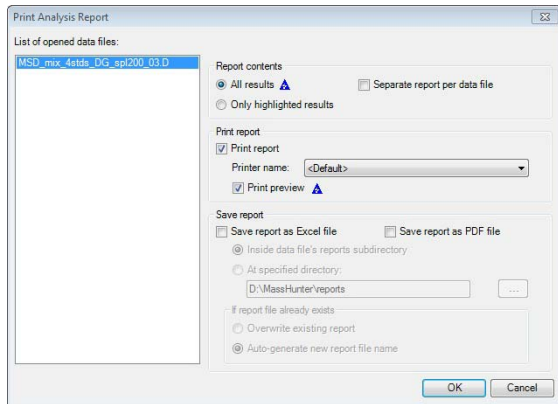 Print Analysis Report
List of opened data files:
MSD_mix_4stds_DG_spl200_03.D
Report contents
All results
Separate report per data file
Only highlighted results
Print report
Print report
Printer name: <Default>
Print preview
Save report
Save report as Excel file
Save report as PDF file
Inside data file's reports subdirectory
At specified directory:
D:\MassHunter\reports
...
If report file already exists
Overwrite existing report
Auto-generate new report file name
OK
Cancel